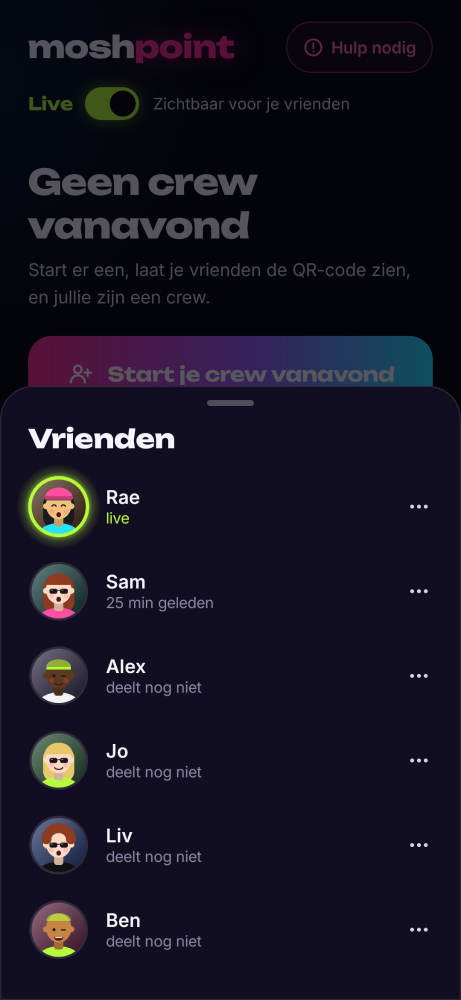 moshpoint
Hulp nodig
Live
Zichtbaar voor je vrienden
Geen crew
vanavond
Start er een, laat je vrienden de QR-code zien,
en jullie zijn een crew.
Start je crew vanavond
Vrienden
Rae
live
Sam
25 min geleden
Alex
deelt nog niet
Jo
deelt nog niet
Liv
deelt nog niet
Ben
deelt nog niet